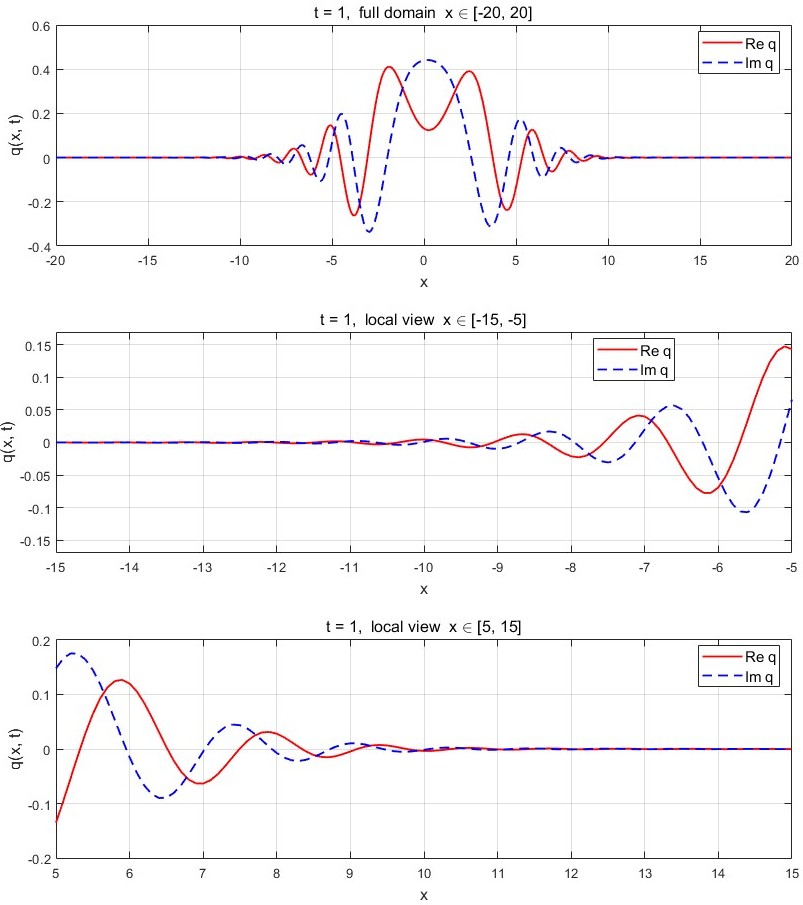 t = 1, full domain x ∈ [-20, 20]
0.6
0.4
0.2
0
-0.2
-0.4
q(x, t)
Re q
Im q
-20 -15 -10 -5 0 5 10 15 20
x
t = 1, local view x ∈ [-15, -5]
0.15
0.1
0.05
0
-0.05
-0.1
-0.15
q(x, t)
Re q
Im q
-15 -14 -13 -12 -11 -10 -9 -8 -7 -6 -5
x
t = 1, local view x ∈ [5, 15]
0.2
0.1
0
-0.1
-0.2
q(x, t)
Re q
Im q
5 6 7 8 9 10 11 12 13 14 15
x